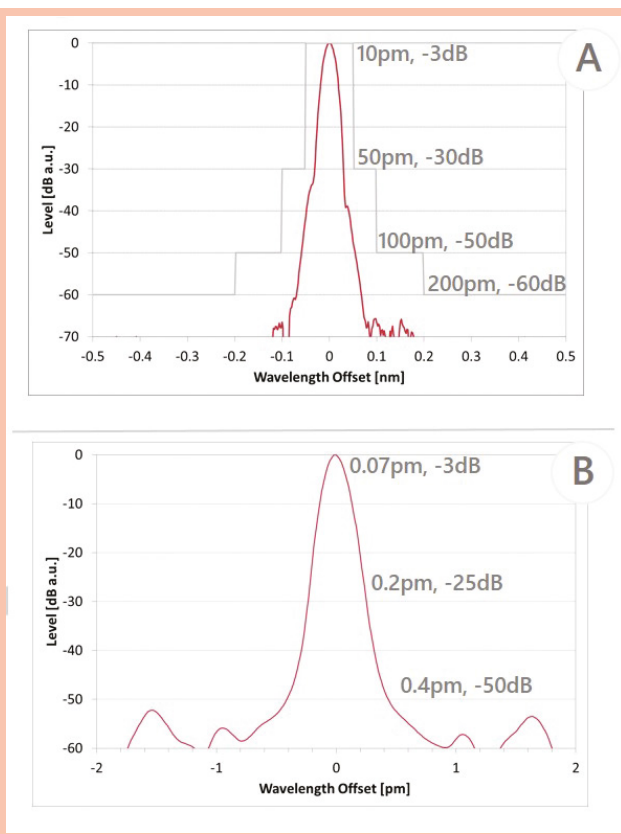 A
0
10pm, -3dB
-10
-20
Level [dB a.u.]
-30
50pm, -30dB
-40
-50
100pm, -50dB
-60
200pm, -60dB
-70
-0.5 -0.4 -0.3 -0.2 -0.1 0 0.1 0.2 0.3 0.4 0.5
Wavelength Offset [nm]
B
0
0.07pm, -3dB
-10
-20
0.2pm, -25dB
Level [dB a.u.]
-30
-40
0.4pm, -50dB
-50
-60
-2 -1 0 1 2
Wavelength Offset [pm]